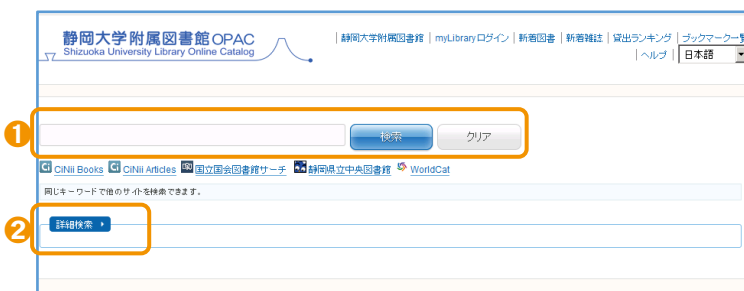 静岡大学附属図書館OPAC
Shizuoka University Library Online Catalog
静岡大学附属図書館 | myLibraryログイン | 新着図書 | 新着雑誌 | 貸出ランキング | ブックマーク一覧
| ヘルプ | 日本語
1
検索 クリア
Ci CiNii Books Ci CiNii Articles 国立国会図書館サーチ 静岡県立中央図書館 WorldCat
同じキーワードで他のサイトを検索できます。
2
詳細検索